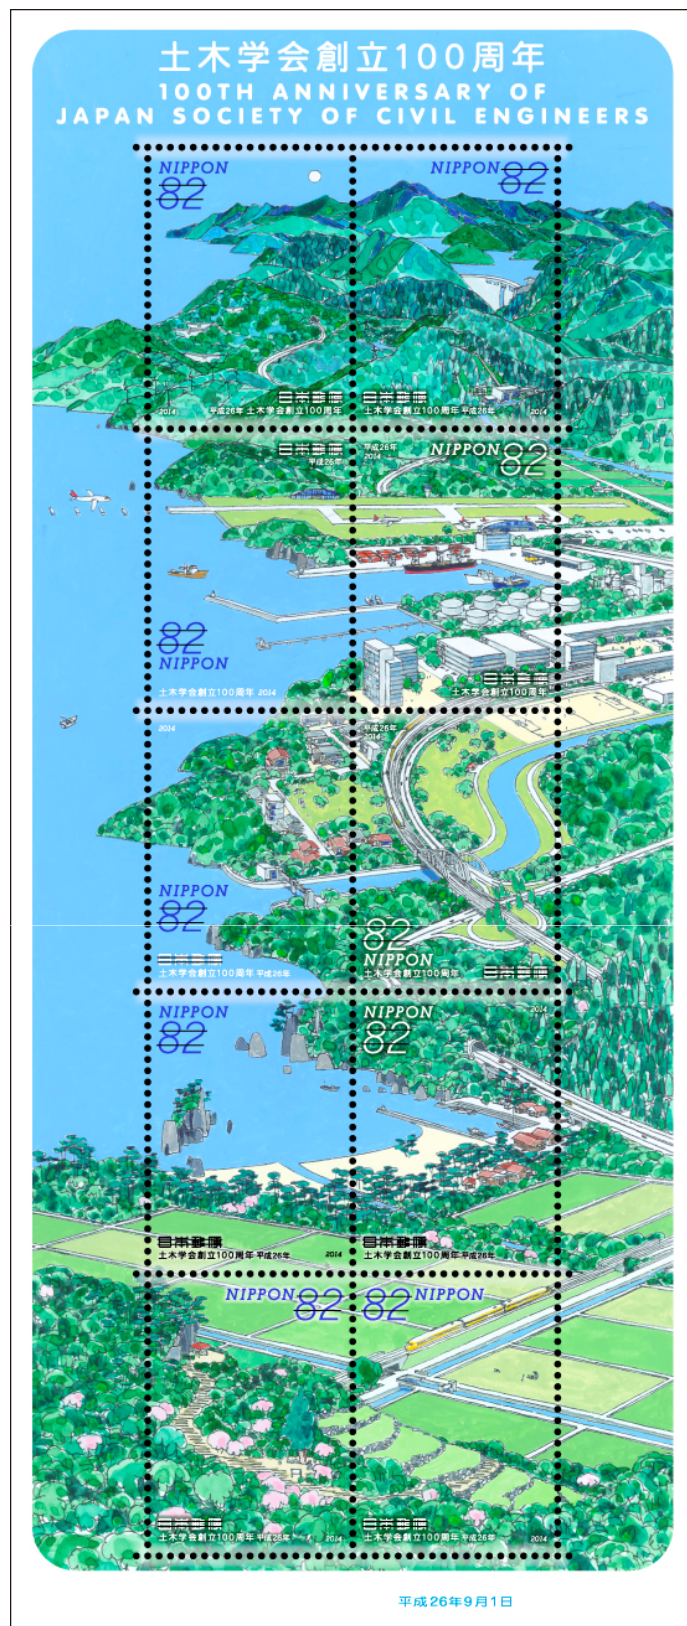 土木学会創立100周年
100TH ANNIVERSARY OF
JAPAN SOCIETY OF CIVIL ENGINEERS
NIPPON
82
NIPPON 82
日本郵便
2014 平成26年 土木学会創立100周年
日本郵便
土木学会創立100周年 平成26年 2014
日本郵便
平成26年
82
NIPPON
土木学会創立100周年 2014
平成26年
2014
NIPPON 82
日本郵便
土木学会創立100周年
2014
NIPPON
82
日本郵便
土木学会創立100周年 平成26年
平成26年
2014
82
NIPPON
土木学会創立100周年
日本郵便
NIPPON
82
日本郵便
土木学会創立100周年 平成26年 2014
NIPPON
82
2014
日本郵便
土木学会創立100周年 平成26年
NIPPON 82
日本郵便
土木学会創立100周年 平成26年 2014
82 NIPPON
日本郵便
土木学会創立100周年 平成26年 2014
平成26年9月1日